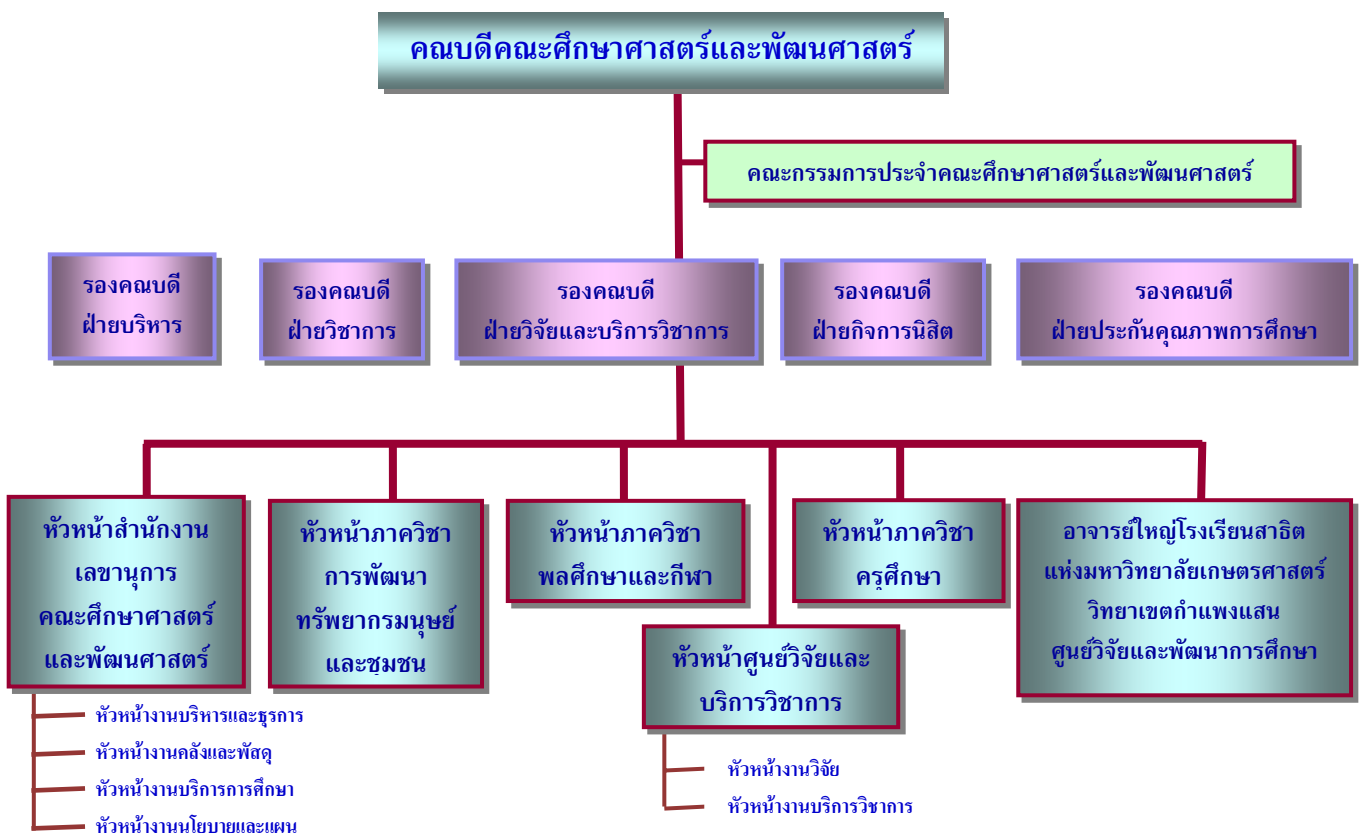 คณบดีคณะศึกษาศาสตร์และพัฒนศาสตร์
คณะกรรมการประจำคณะศึกษาศาสตร์และพัฒนศาสตร์
รองคณบดี
ฝ่ายบริหาร
รองคณบดี
ฝ่ายวิชาการ
รองคณบดี
ฝ่ายวิจัยและบริการวิชาการ
รองคณบดี
ฝ่ายกิจการนิสิต
รองคณบดี
ฝ่ายประกันคุณภาพการศึกษา
หัวหน้าสำนักงาน
เลขานุการ
คณะศึกษาศาสตร์
และพัฒนศาสตร์
หัวหน้างานบริหารและธุรการ
หัวหน้างานคลังและพัสดุ
หัวหน้างานบริการการศึกษา
หัวหน้างานนโยบายและแผน
หัวหน้าภาควิชา
การพัฒนา
ทรัพยากรมนุษย์
และชุมชน
หัวหน้าภาควิชา
พลศึกษาและกีฬา
หัวหน้าศูนย์วิจัยและ
บริการวิชาการ
หัวหน้างานวิจัย
หัวหน้างานบริการวิชาการ
หัวหน้าภาควิชา
ครุศึกษา
อาจารย์ใหญ่โรงเรียนสาธิต
แห่งมหาวิทยาลัยเกษตรศาสตร์
วิทยาเขตกำแพงแสน
ศูนย์วิจัยและพัฒนาการศึกษา